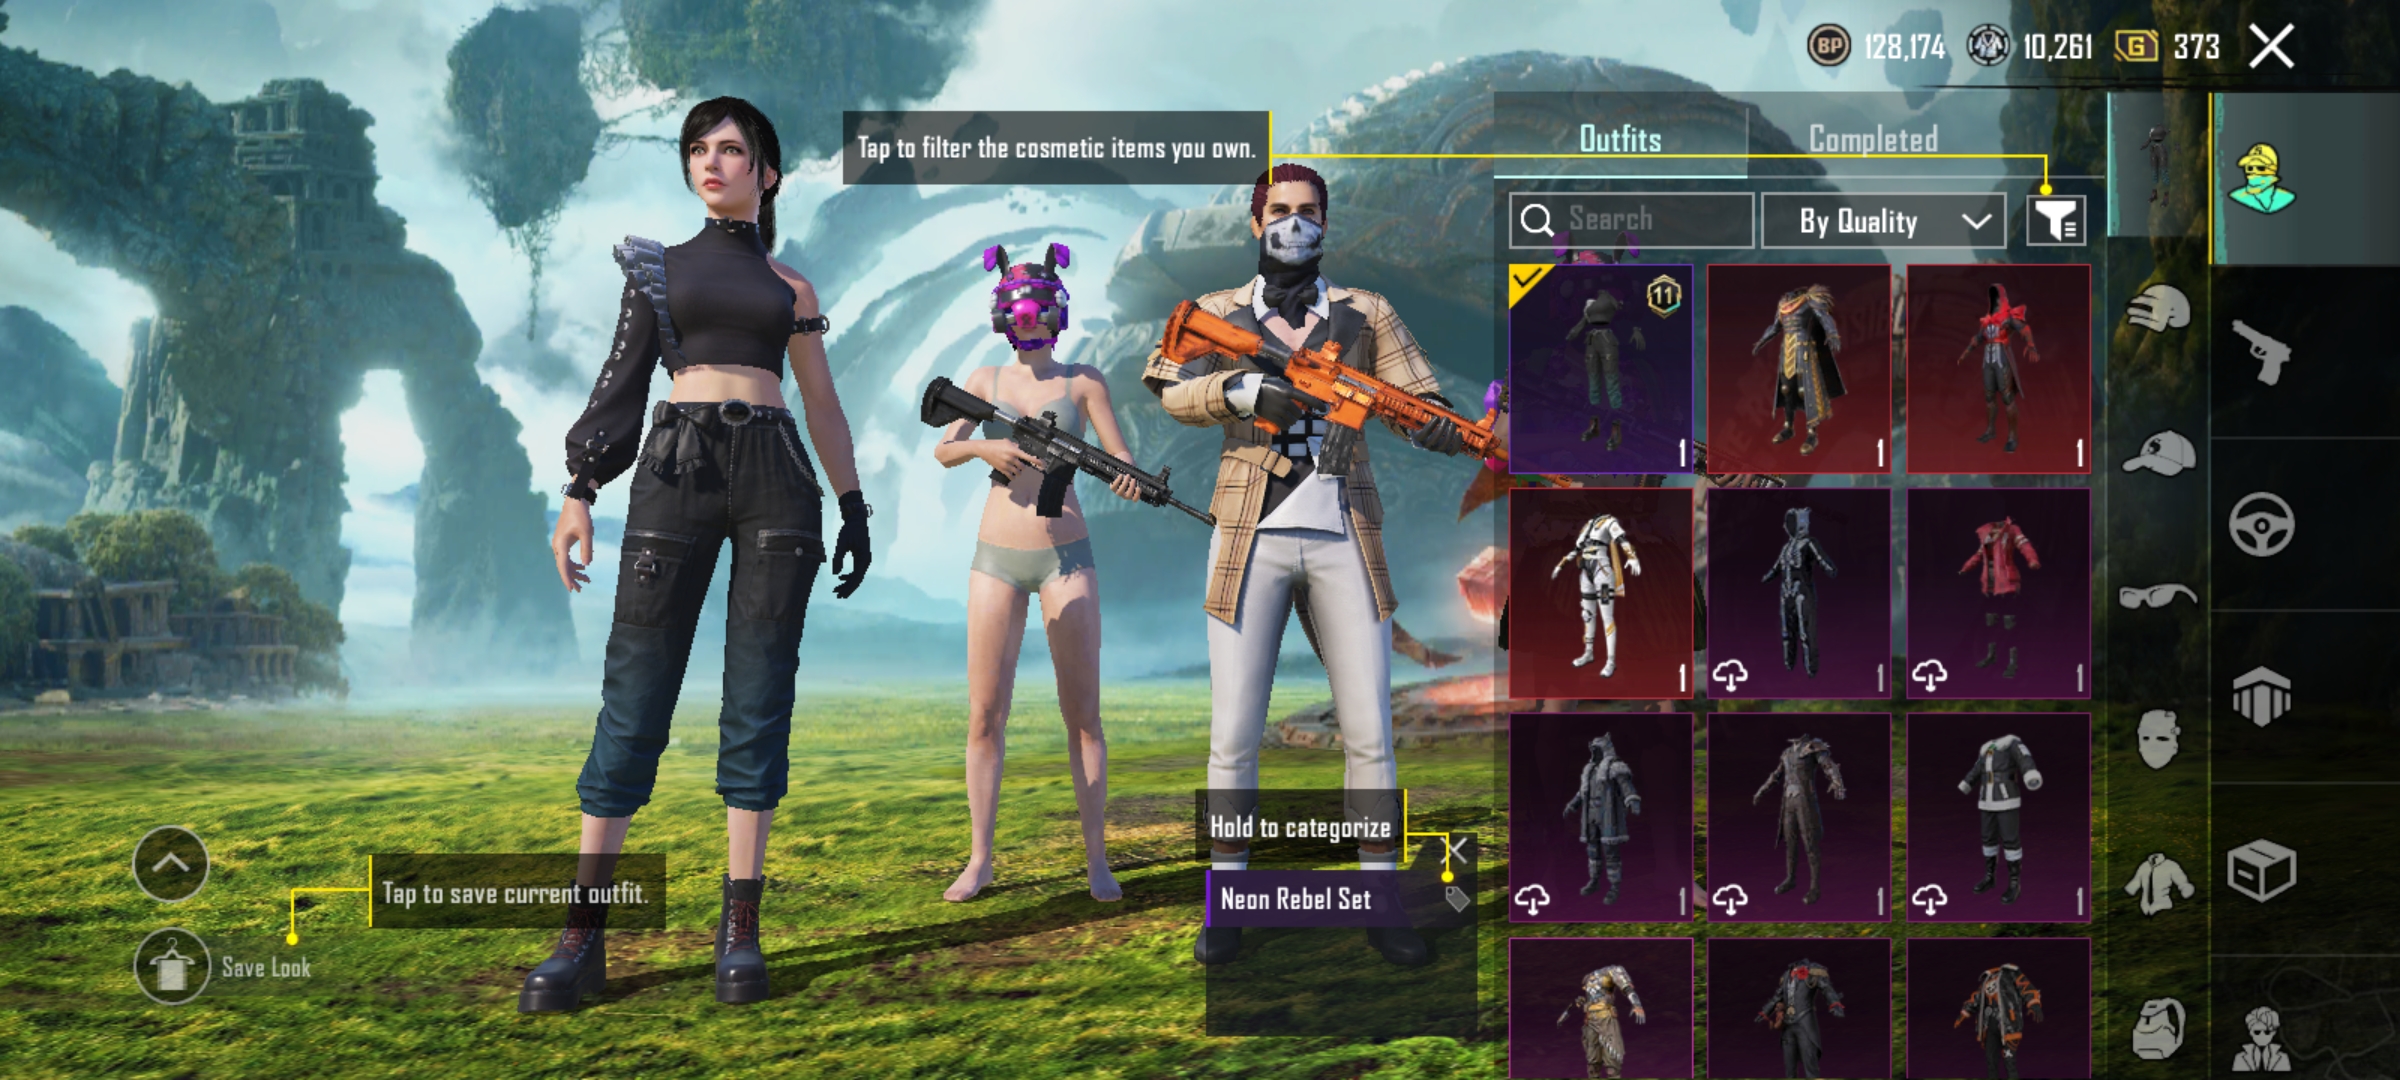 BP 128,174 10,261 G 373
Outfits Completed
Tap to filter the cosmetic items you own.
Search By Quality
11
1 1 1
1 1 1
1 1 1
Hold to categorize
Neon Rebel Set
Tap to save current outfit.
Save Look